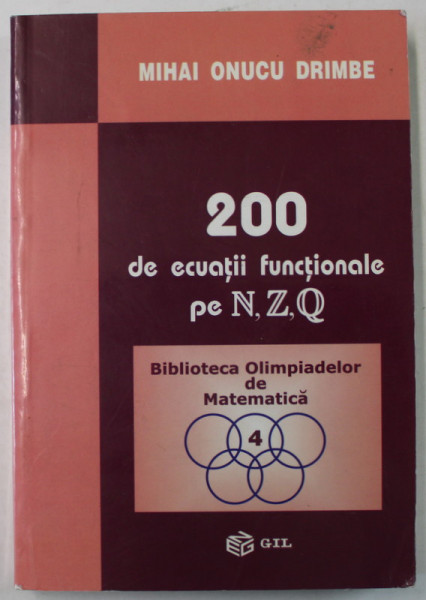 MIHAI ONUCU DRIMBE
200
de ecuații funcționale
pe ℕ, ℤ, ℚ
Biblioteca Olimpiadelor
de
Matematică
4
GIL